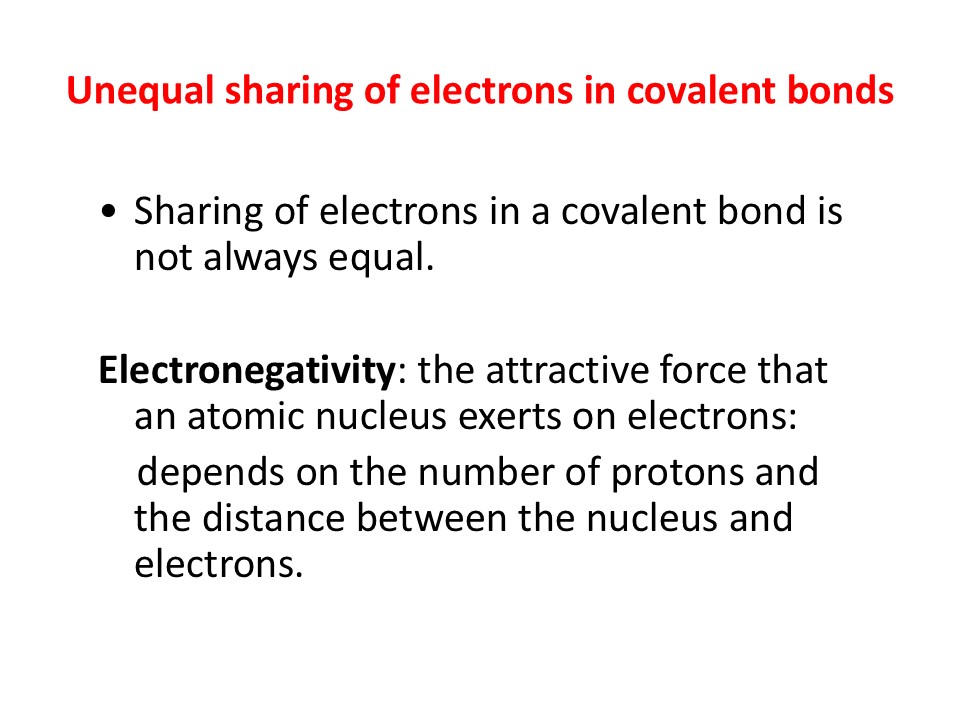 Unequal sharing of electrons in covalent bonds
• Sharing of electrons in a covalent bond is
not always equal.
Electronegativity: the attractive force that
an atomic nucleus exerts on electrons:
depends on the number of protons and
the distance between the nucleus and
electrons.